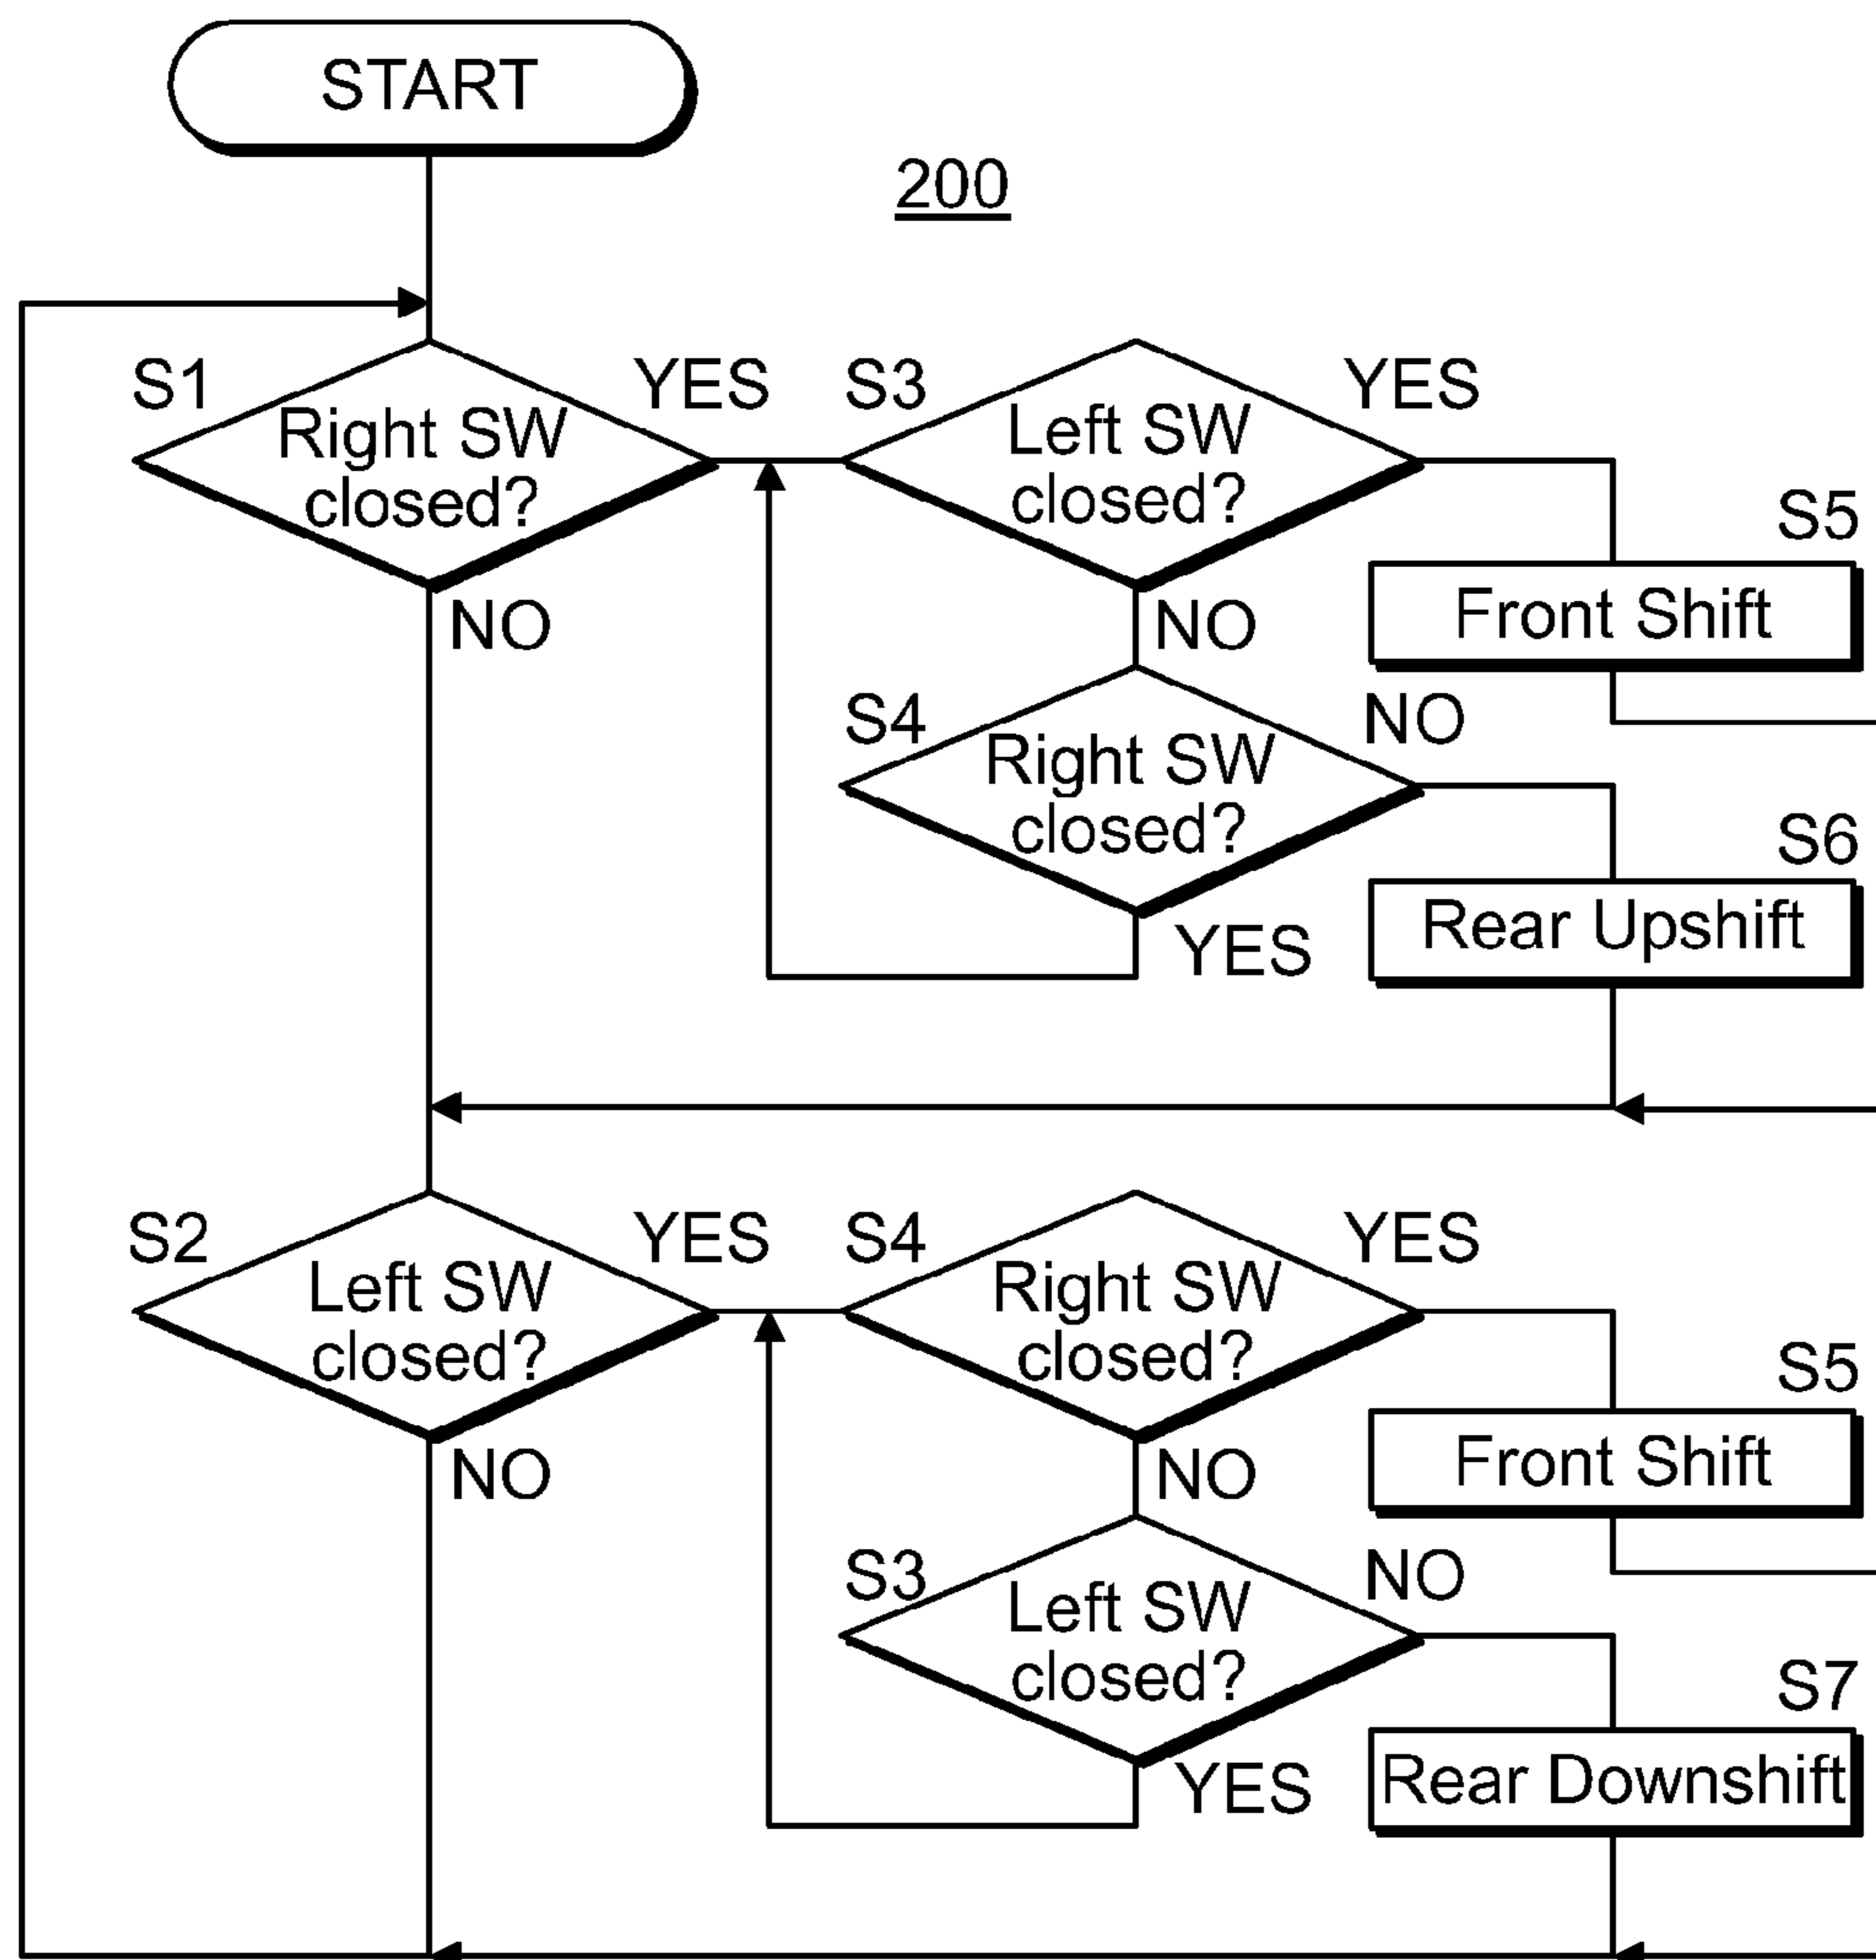 START
200
S1
Right SW
closed?
YES
NO
S3
Left SW
closed?
YES
NO
S5
Front Shift
S4
Right SW
closed?
NO
YES
S6
Rear Upshift
S2
Left SW
closed?
YES
NO
S4
Right SW
closed?
YES
NO
S5
Front Shift
S3
Left SW
closed?
NO
YES
S7
Rear Downshift